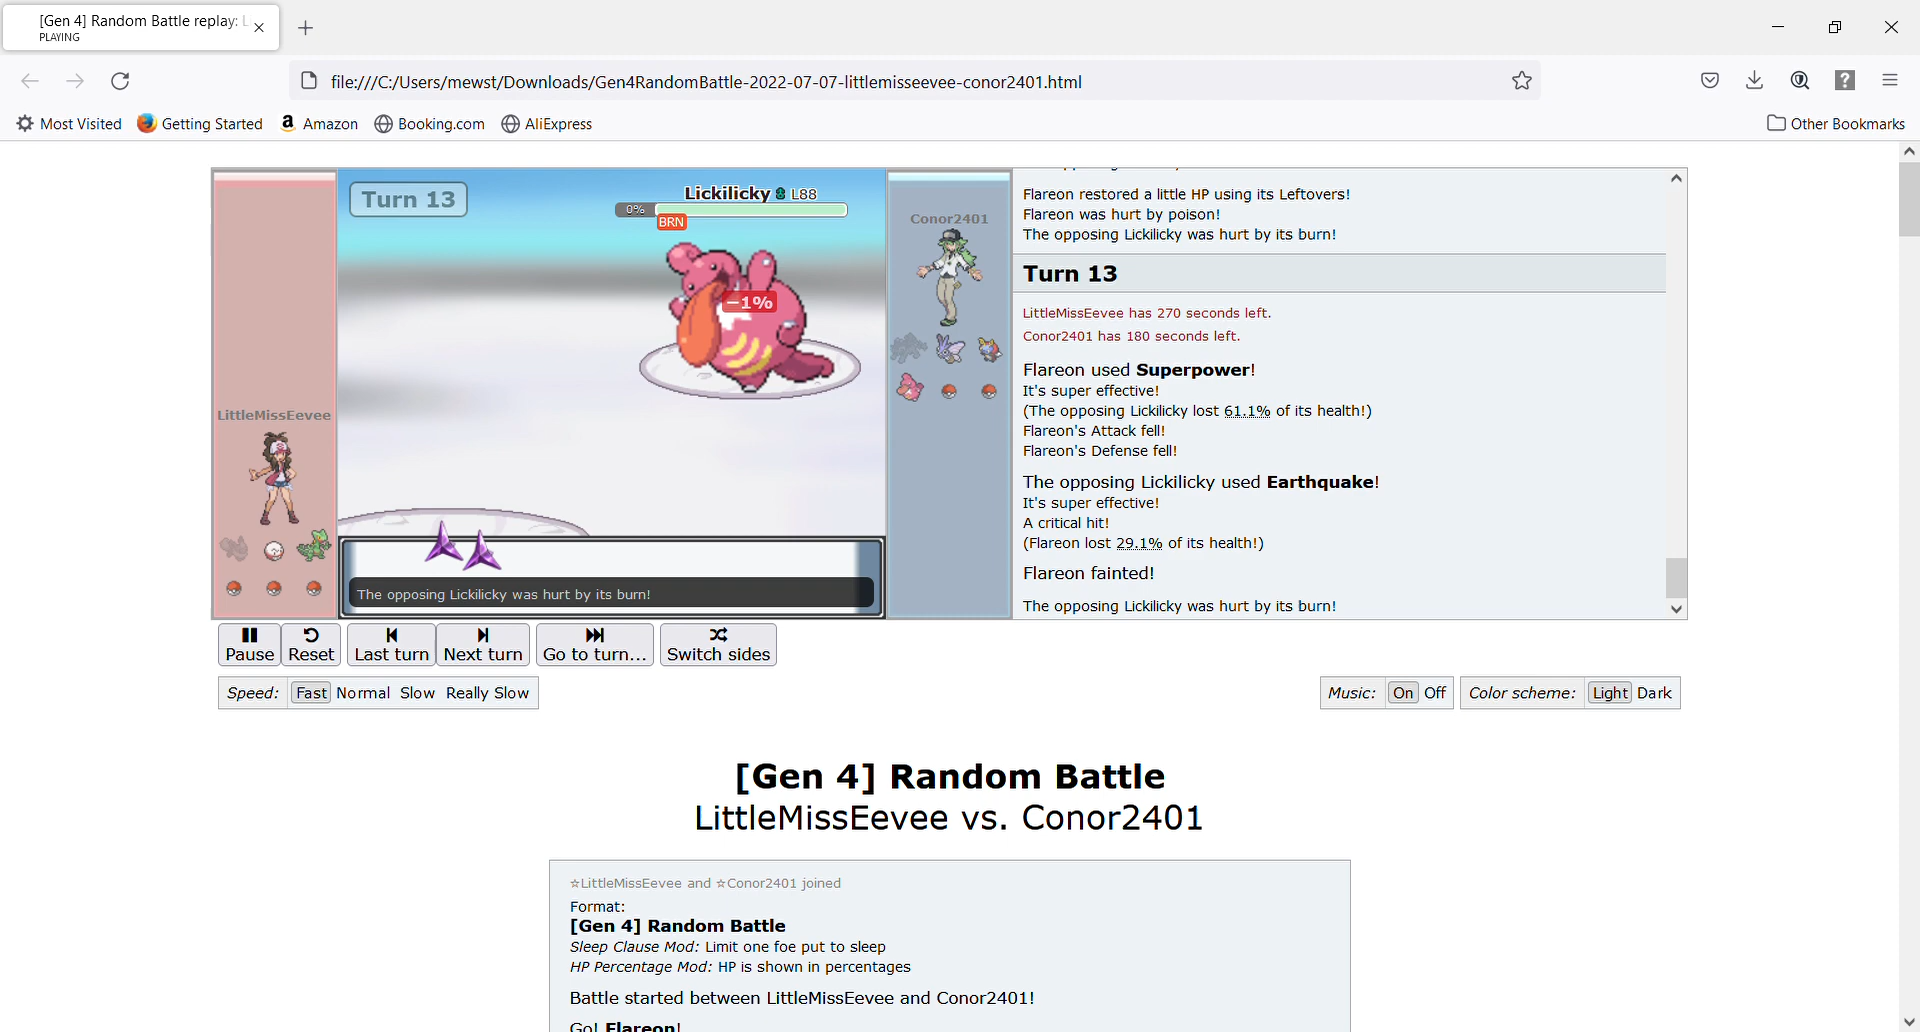 [Gen 4] Random Battle replay: L
PLAYING
file:///C:/Users/mewst/Downloads/Gen4RandomBattle-2022-07-07-littlemisseevee-conor2401.html
Most Visited
Getting Started
a Amazon
Booking.com
AliExpress
Other Bookmarks
Turn 13
Lickilicky L88
0%
BRN
−1%
LittleMissEevee
Conor2401
The opposing Lickilicky was hurt by its burn!
Flareon restored a little HP using its Leftovers!
Flareon was hurt by poison!
The opposing Lickilicky was hurt by its burn!
Turn 13
LittleMissEevee has 270 seconds left.
Conor2401 has 180 seconds left.
Flareon used Superpower!
It's super effective!
(The opposing Lickilicky lost 61.1% of its health!)
Flareon's Attack fell!
Flareon's Defense fell!
The opposing Lickilicky used Earthquake!
It's super effective!
A critical hit!
(Flareon lost 29.1% of its health!)
Flareon fainted!
The opposing Lickilicky was hurt by its burn!
Pause
Reset
Last turn
Next turn
Go to turn...
Switch sides
Speed: Fast Normal Slow Really Slow
Music: On Off
Color scheme: Light Dark
[Gen 4] Random Battle
LittleMissEevee vs. Conor2401
☆LittleMissEevee and ☆Conor2401 joined
Format:
[Gen 4] Random Battle
Sleep Clause Mod: Limit one foe put to sleep
HP Percentage Mod: HP is shown in percentages
Battle started between LittleMissEevee and Conor2401!
Go! Flareon!